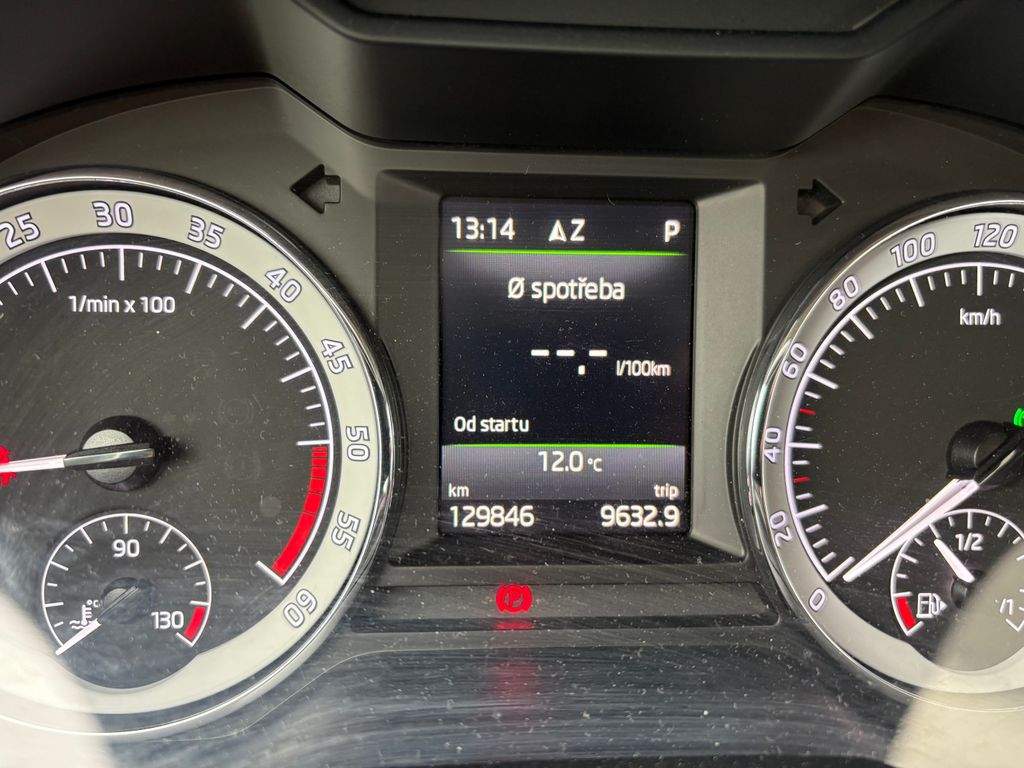 13:14 Z P
Ø spotřeba
--.- l/100km
Od startu
12.0 °C
km trip
129846 9632.9
25 30 35 40 45 50 55 60
1/min x 100
90
130
°C
0 20 40 60 80 100 120
km/h
1/2
/1